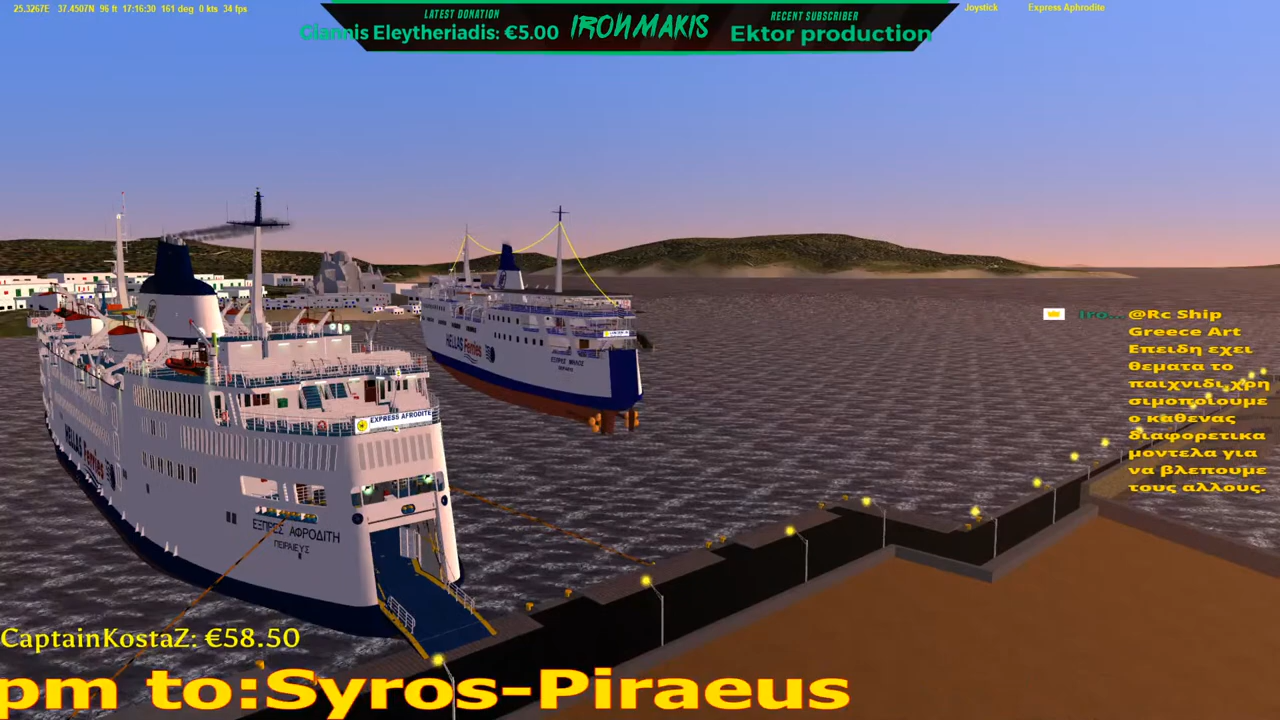 25.3267E 37.4507N 96 ft 17:16:30 161 deg 0 kts 34 fps
LATEST DONATION
Giannis Eleytheriadis: €5.00
IRONMAKIS
RECENT SUBSCRIBER
Ektor production
Joystick
Express Aphrodite
@Rc Ship
Greece Art
Επειδη εχει
θεματα το
παιχνιδι χρη
σιμοποιουμε
ο καθενας
διαφορετικα
μοντελα για
να βλεπουμε
τους αλλους.
HELLAS Ferries
EXPRESS AFRODITE
HELLAS Ferries
ΕΞΠΡΕΣ ΑΦΡΟΔΙΤΗ
ΠΕΙΡΑΙΕΥΣ
CaptainKostaZ: €58.50
pm to:Syros-Piraeus